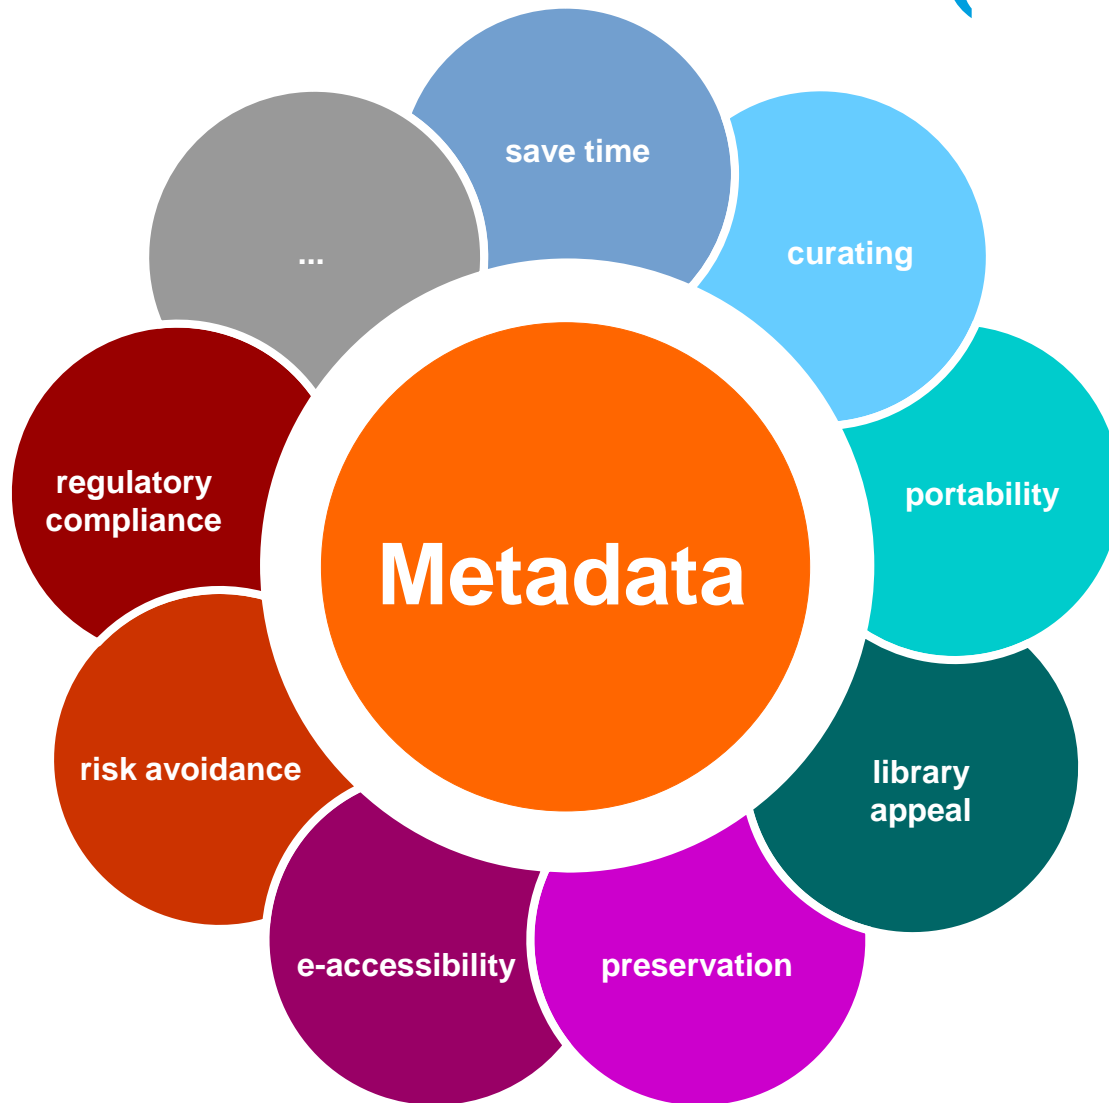 save time
curating
...
regulatory
compliance
portability
Metadata
risk avoidance
library
appeal
e-accessibility
preservation